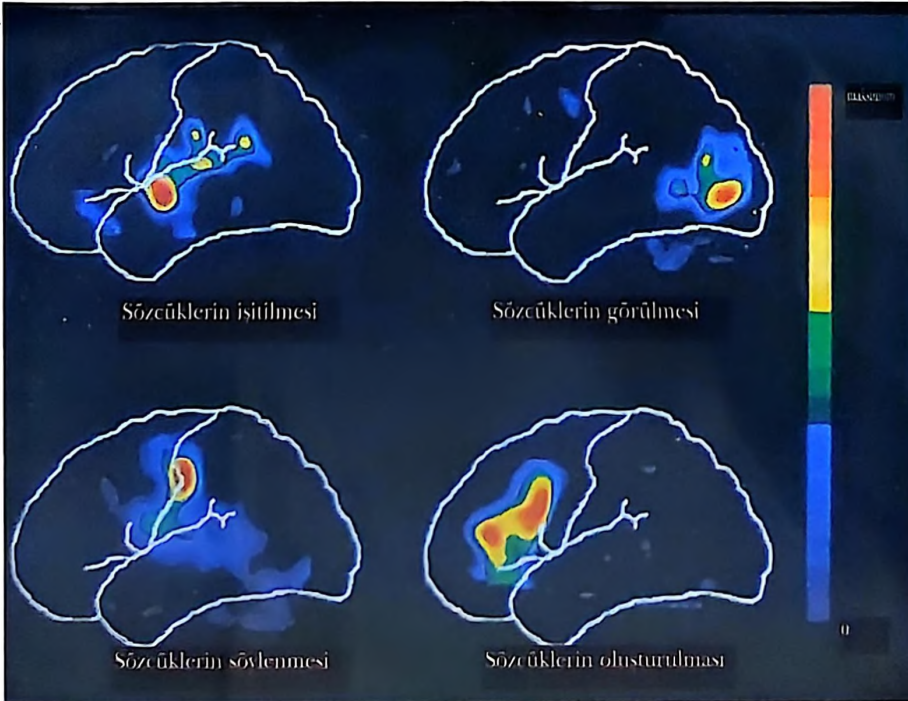 Sözcüklerin işitilmesi
Sözcüklerin görülmesi
Sözcüklerin söylenmesi
Sözcüklerin oluşturulması
0